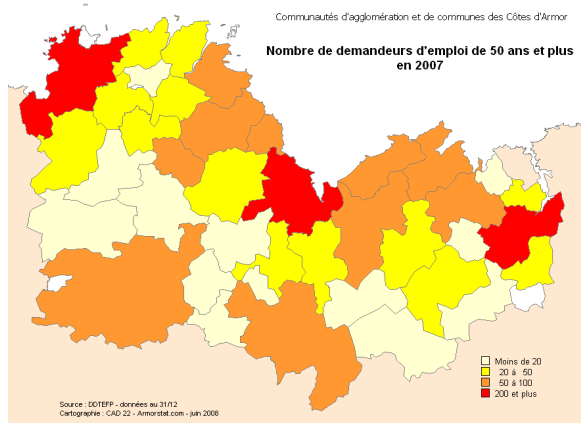 Communautés d'agglomération et de communes des Côtes d'Armor
Nombre de demandeurs d'emploi de 50 ans et plus
en 2007
Moins de 20
20 à 50
50 à 100
200 et plus
Source : DDTEFP - données au 31/12
Cartographie : CAD 22 - Armorstat.com - juin 2008